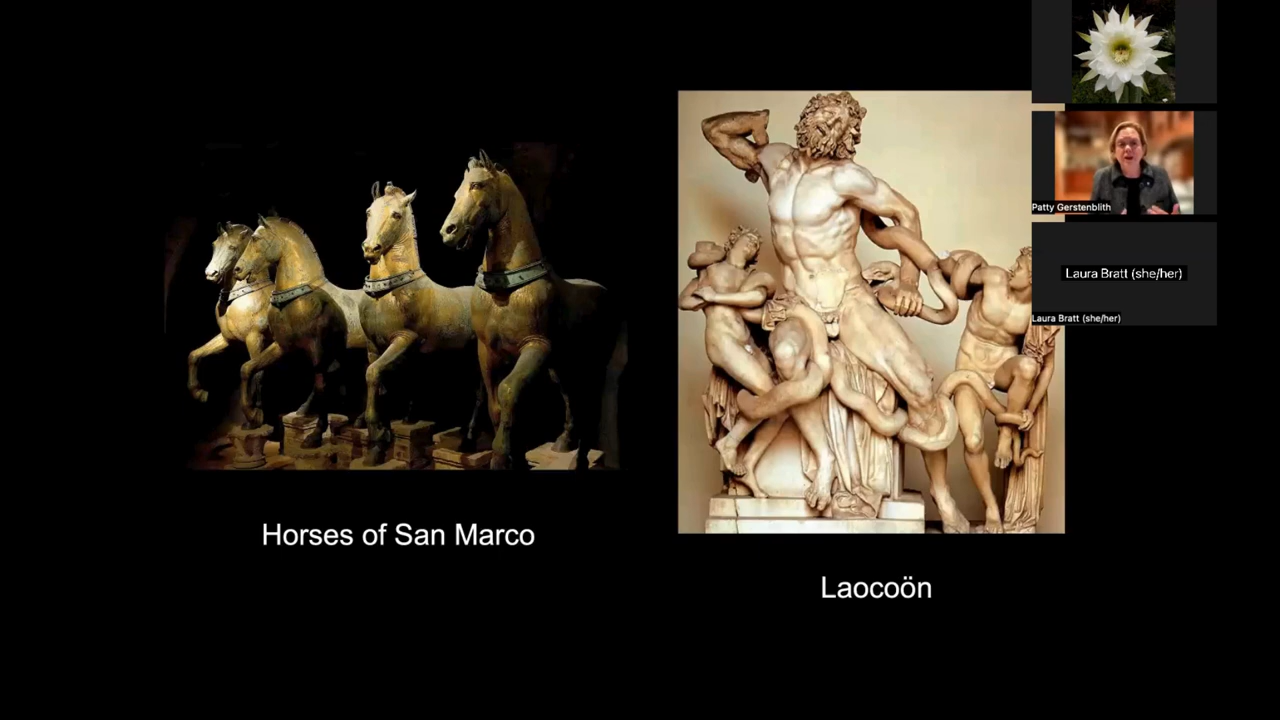 Horses of San Marco
Laocoön
Patty Gerstenblith
Laura Bratt (she/her)
Laura Bratt (she/her)